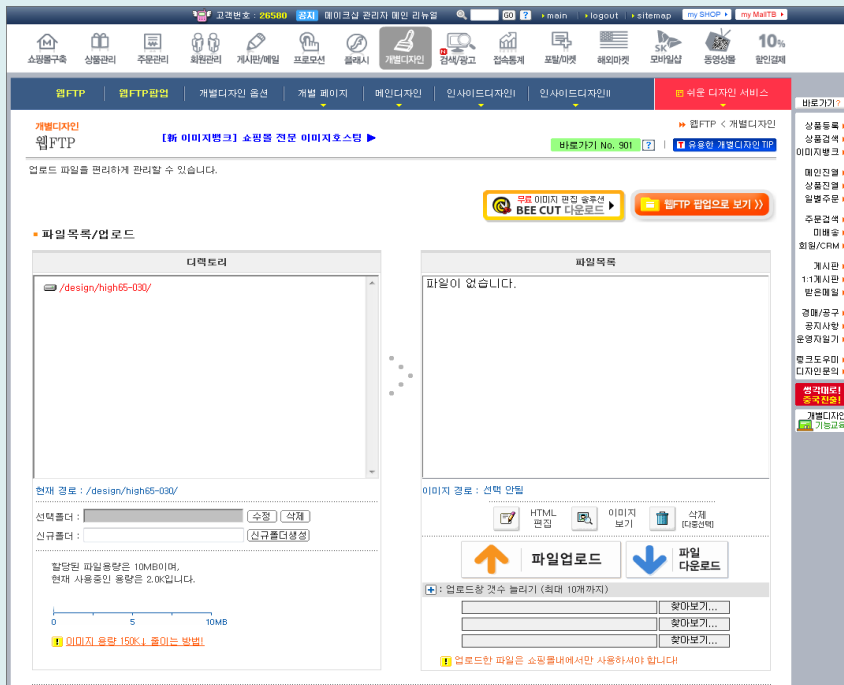 고객번호 : 26580 공지 메이크샵 관리자 메인 리뉴얼 GO ? main logout sitemap my SHOP my MallTB
쇼핑몰구축 상품관리 주문관리 회원관리 게시판/메일 프로모션 플래시 개별디자인 검색/광고 접속통계 포탈/마켓 해외마켓 SK 모바일샵 동영상몰 10% 할인결제
웹FTP 웹FTP팝업 개별디자인 옵션 개별 페이지 메인디자인 인사이드디자인I 인사이드디자인II 쉬운 디자인 서비스
바로가기?
개별디자인
웹FTP
[新 이미지뱅크] 쇼핑몰 전문 이미지호스팅 ▶
웹FTP < 개별디자인
바로가기 No. 901 ? | T 유용한 개별디자인TIP
업로드 파일을 편리하게 관리할 수 있습니다.
무료 이미지 편집 솔루션
BEE CUT 다운로드
웹FTP 팝업으로 보기 》
파일목록/업로드
디렉토리
파일목록
/design/high65-030/
파일이 없습니다.
현재 경로 : /design/high65-030/
이미지 경로 : 선택 안됨
선택폴더 : 수정 삭제
신규폴더 : 신규폴더생성
HTML 편집
이미지 보기
삭제 [다중선택]
할당된 파일용량은 10MB이며,
현재 사용중인 용량은 2.0K입니다.
0 5 10MB
! 이미지 용량 150K↓ 줄이는 방법!
파일업로드
파일 다운로드
+ : 업로드창 갯수 늘리기 (최대 10개까지)
찾아보기...
찾아보기...
찾아보기...
! 업로드한 파일은 쇼핑몰내에서만 사용하셔야 합니다!
상품등록
상품검색
이미지뱅크
메인진열
상품진열
일별주문
주문검색
미배송
회원/CRM
게시판
1:1게시판
받은메일
경매/공구
공지사항
운영자일기
링크도우미
디자인문의
생각대로!
중국진출!
개별디자인
기능교육